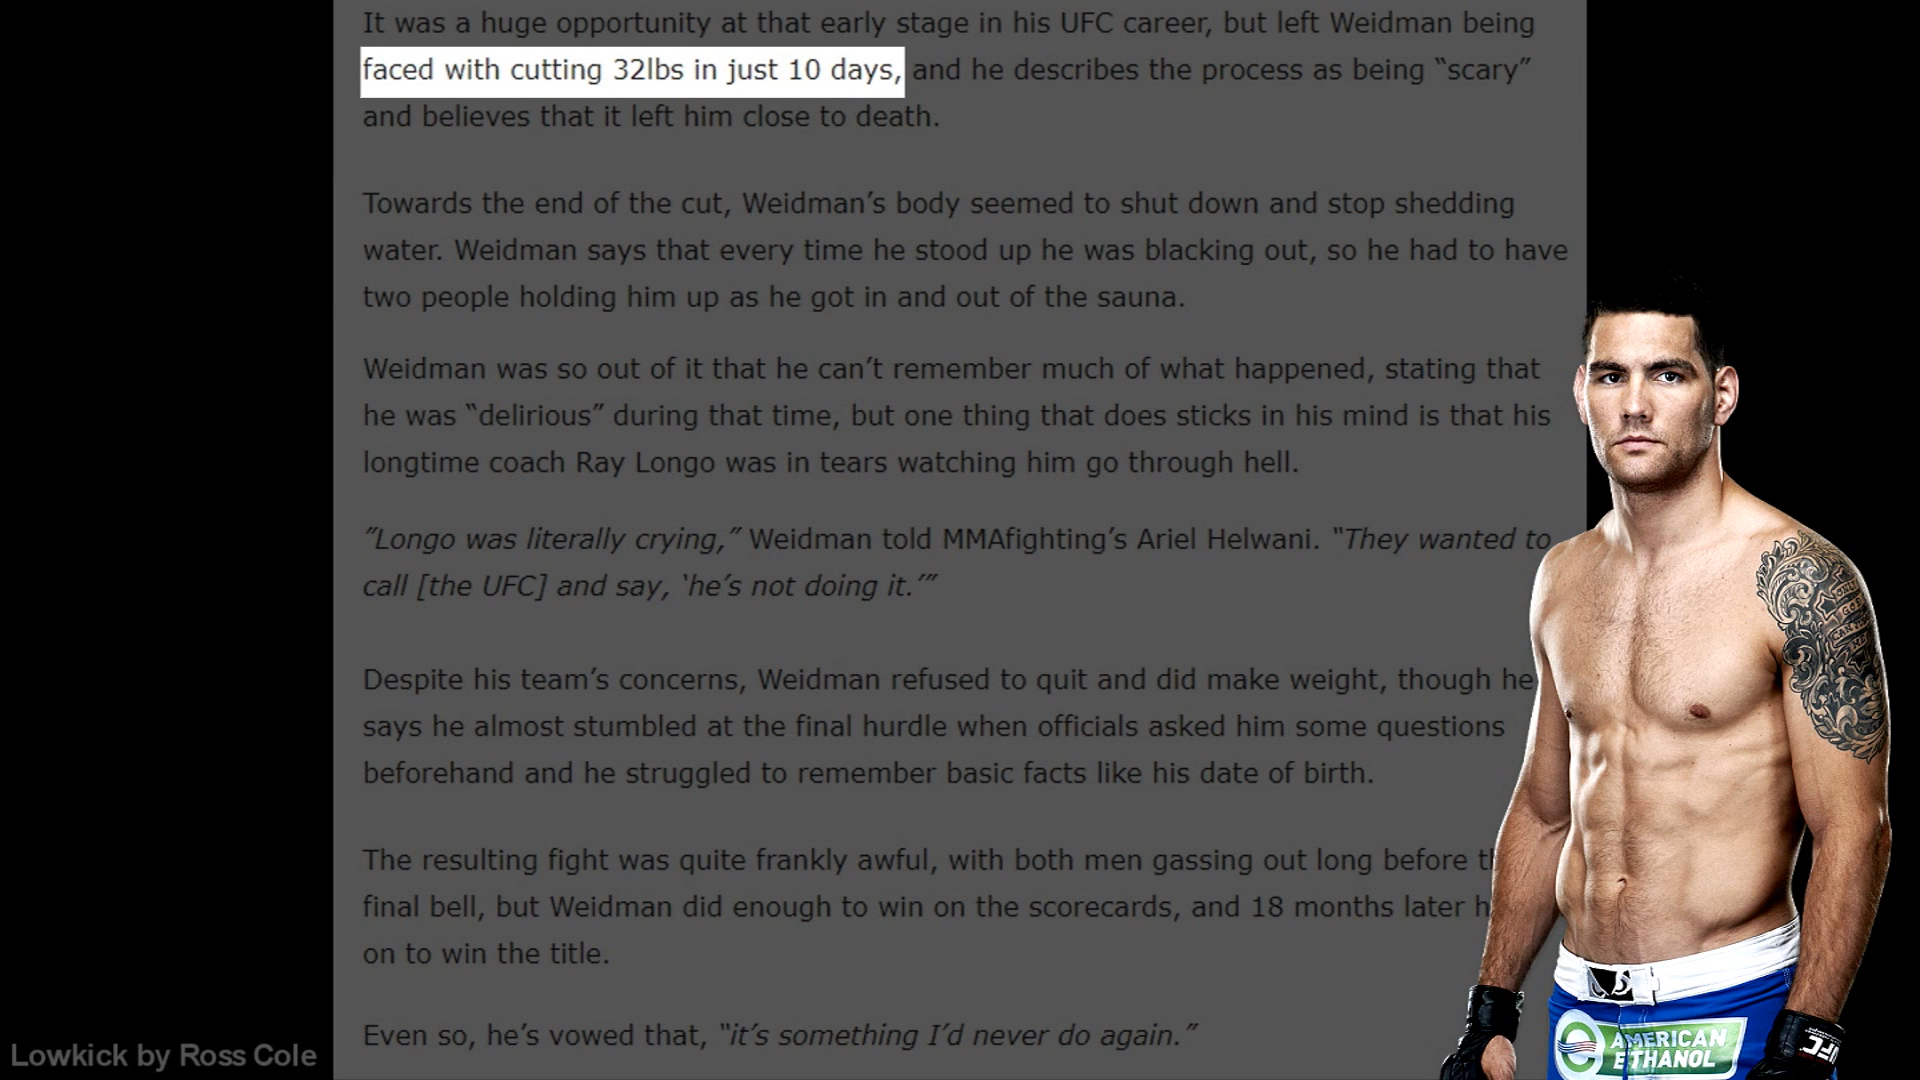 It was a huge opportunity at that early stage in his UFC career, but left Weidman being
faced with cutting 32lbs in just 10 days, and he describes the process as being “scary”
and believes that it left him close to death.
Towards the end of the cut, Weidman’s body seemed to shut down and stop shedding
water. Weidman says that every time he stood up he was blacking out, so he had to have
two people holding him up as he got in and out of the sauna.
Weidman was so out of it that he can’t remember much of what happened, stating that
he was “delirious” during that time, but one thing that does sticks in his mind is that his
longtime coach Ray Longo was in tears watching him go through hell.
”Longo was literally crying,” Weidman told MMAfighting’s Ariel Helwani. “They wanted to
call [the UFC] and say, ‘he’s not doing it.’”
Despite his team’s concerns, Weidman refused to quit and did make weight, though he
says he almost stumbled at the final hurdle when officials asked him some questions
beforehand and he struggled to remember basic facts like his date of birth.
The resulting fight was quite frankly awful, with both men gassing out long before
final bell, but Weidman did enough to win on the scorecards, and 18 months later
on to win the title.
Even so, he’s vowed that, “it’s something I’d never do again.”
Lowkick by Ross Cole
AMERICAN
ETHANOL
UFC